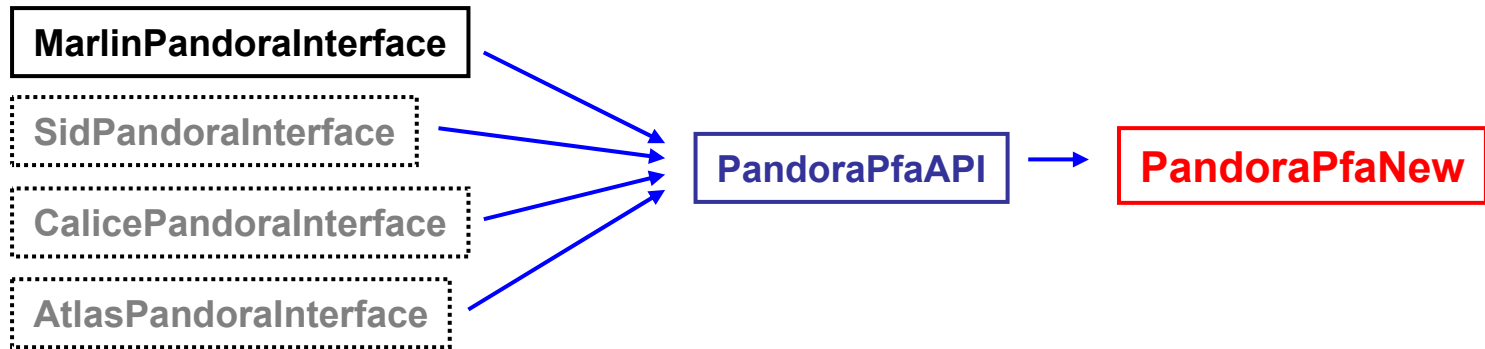 MarlinPandoraInterface
SidPandoraInterface
CalicePandoraInterface
AtlasPandoraInterface
PandoraPfaAPI
PandoraPfaNew